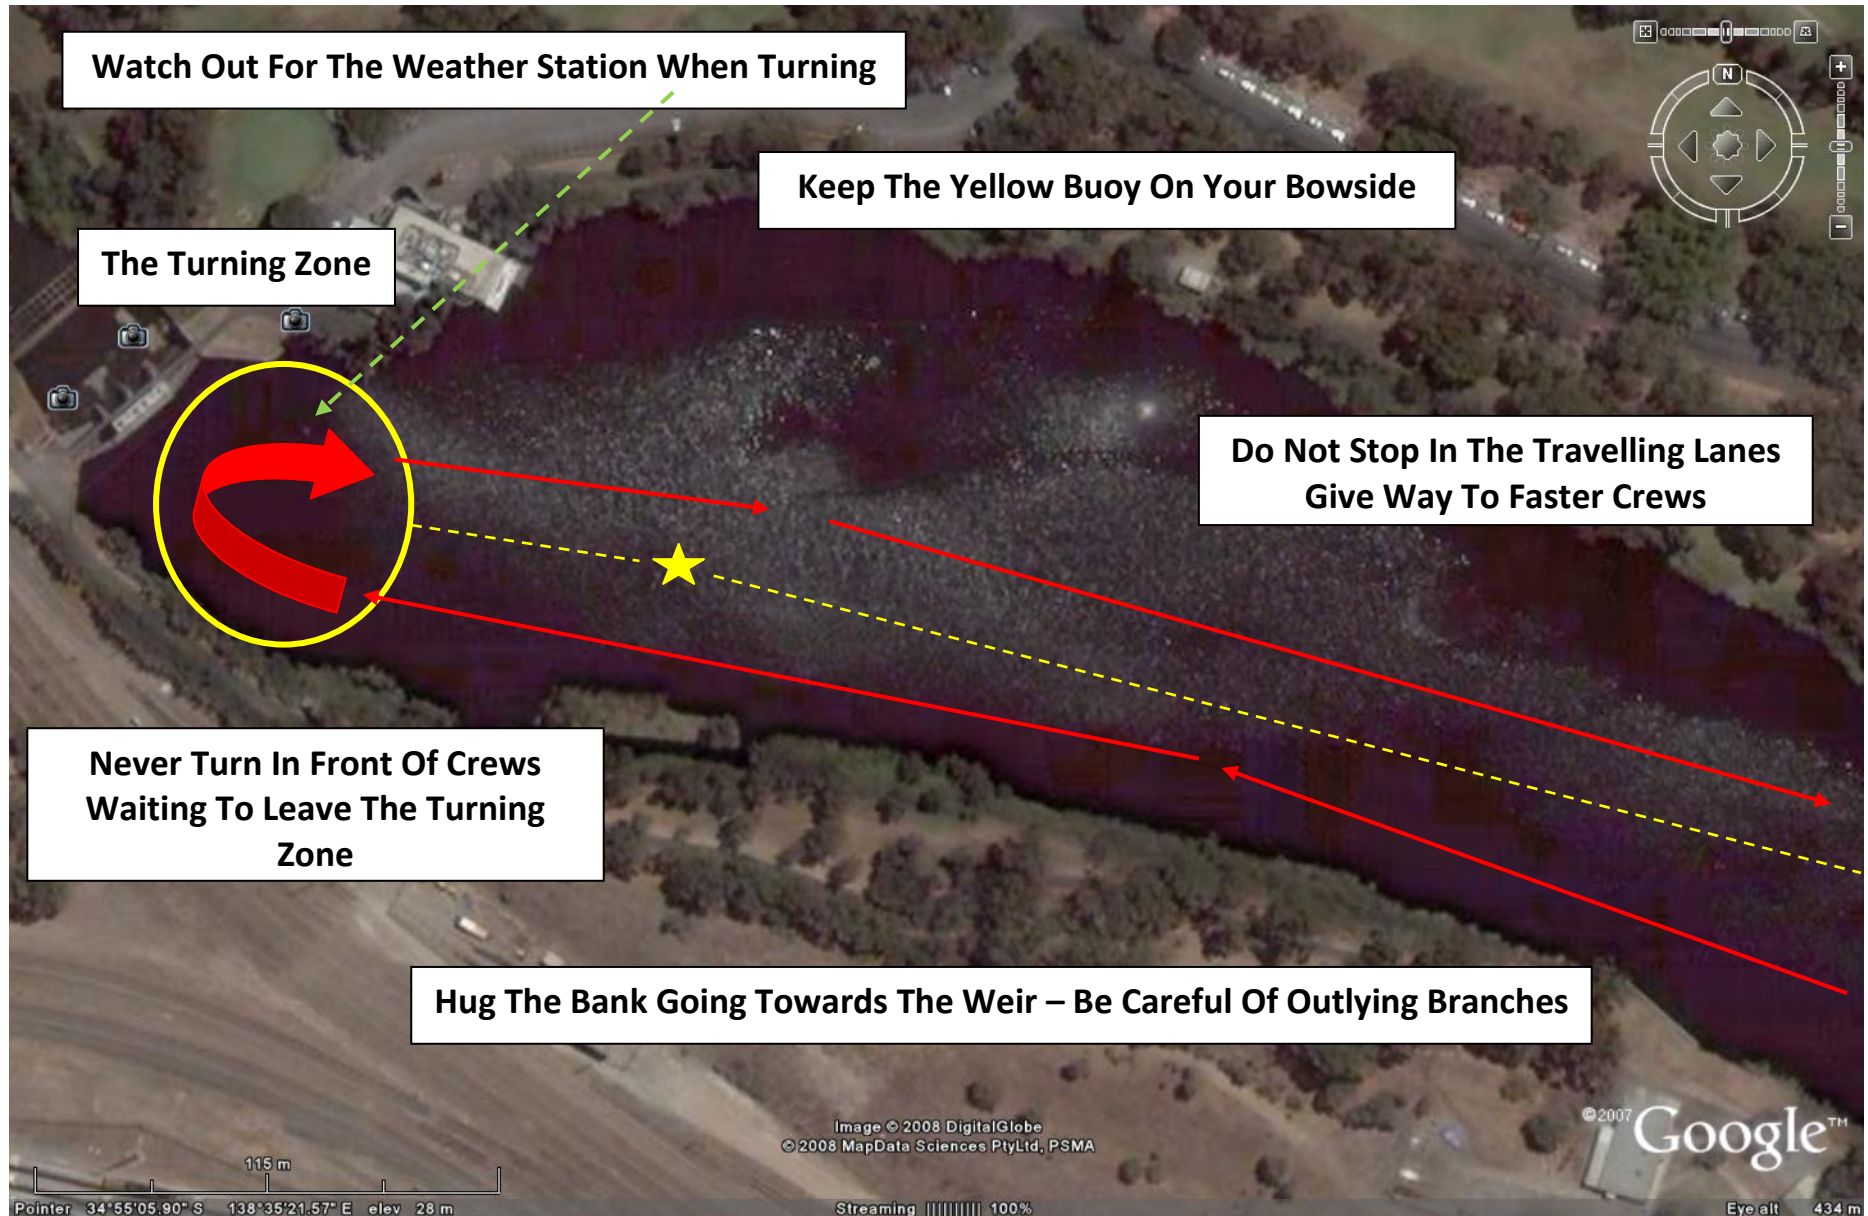 Watch Out For The Weather Station When Turning
N
Keep The Yellow Buoy On Your Bowside
The Turning Zone
Do Not Stop In The Travelling Lanes
Give Way To Faster Crews
Never Turn In Front Of Crews
Waiting To Leave The Turning
Zone
Hug The Bank Going Towards The Weir – Be Careful Of Outlying Branches
Image © 2008 DigitalGlobe
© 2008 MapData Sciences PtyLtd, PSMA
©2007 Google™
115 m
Pointer 34°55'05.90" S 138°35'21.57" E elev 28 m
Streaming ||||||||| 100%
Eye alt 434 m